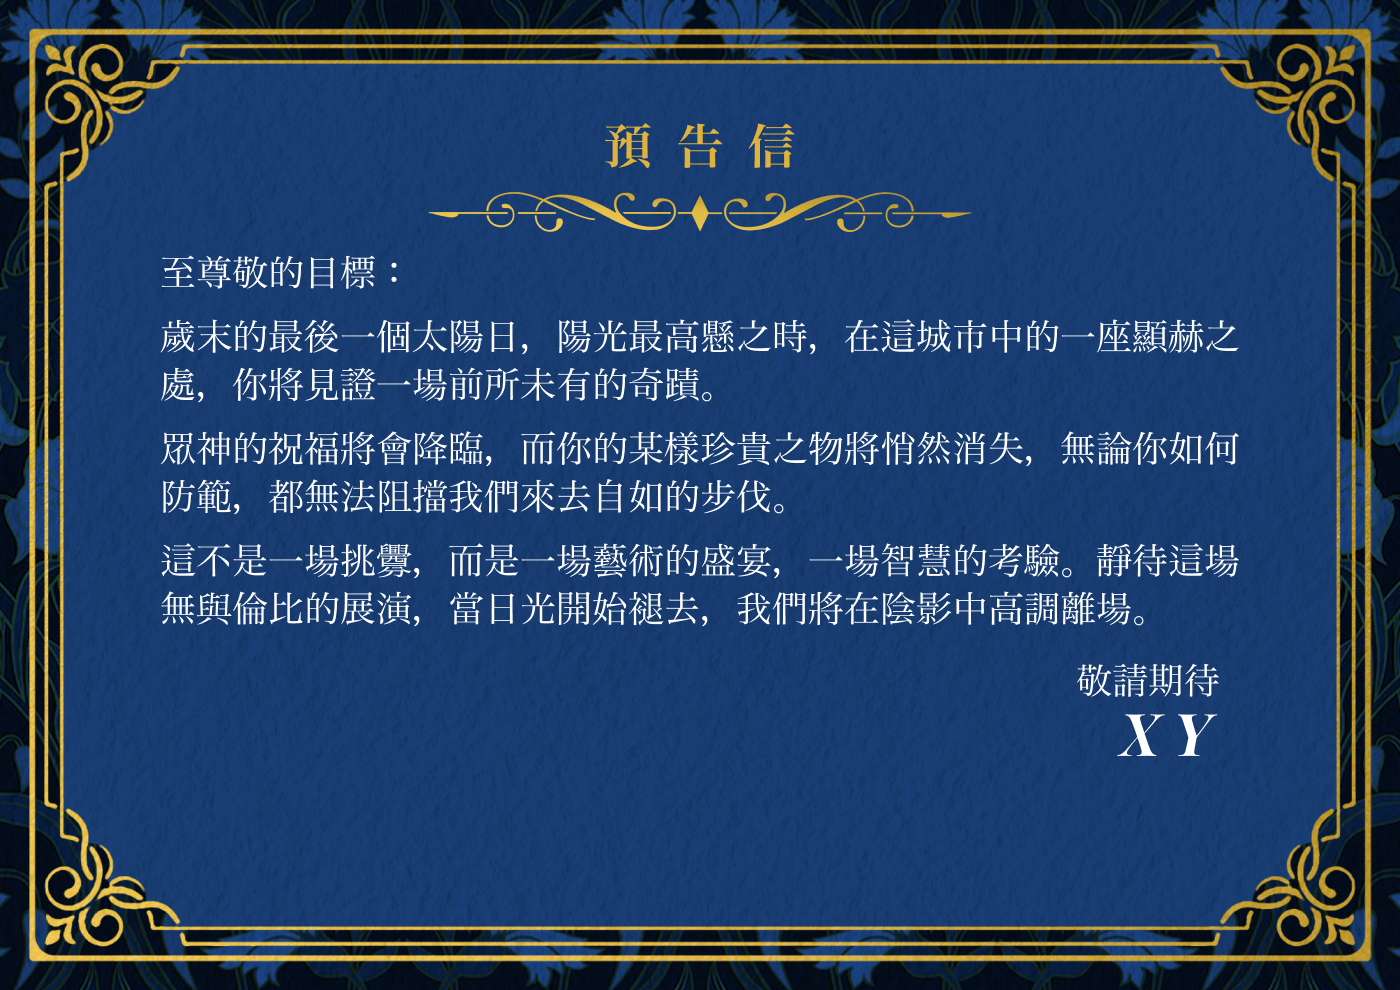 預告信
至尊敬的目標：
歲末的最後一個太陽日，陽光最高懸之時，在這城市中的一座顯赫之
處，你將見證一場前所未有的奇蹟。
眾神的祝福將會降臨，而你的某樣珍貴之物將悄然消失，無論你如何
防範，都無法阻擋我們來去自如的步伐。
這不是一場挑釁，而是一場藝術的盛宴，一場智慧的考驗。靜待這場
無與倫比的展演，當日光開始褪去，我們將在陰影中高調離場。
敬請期待
X Y